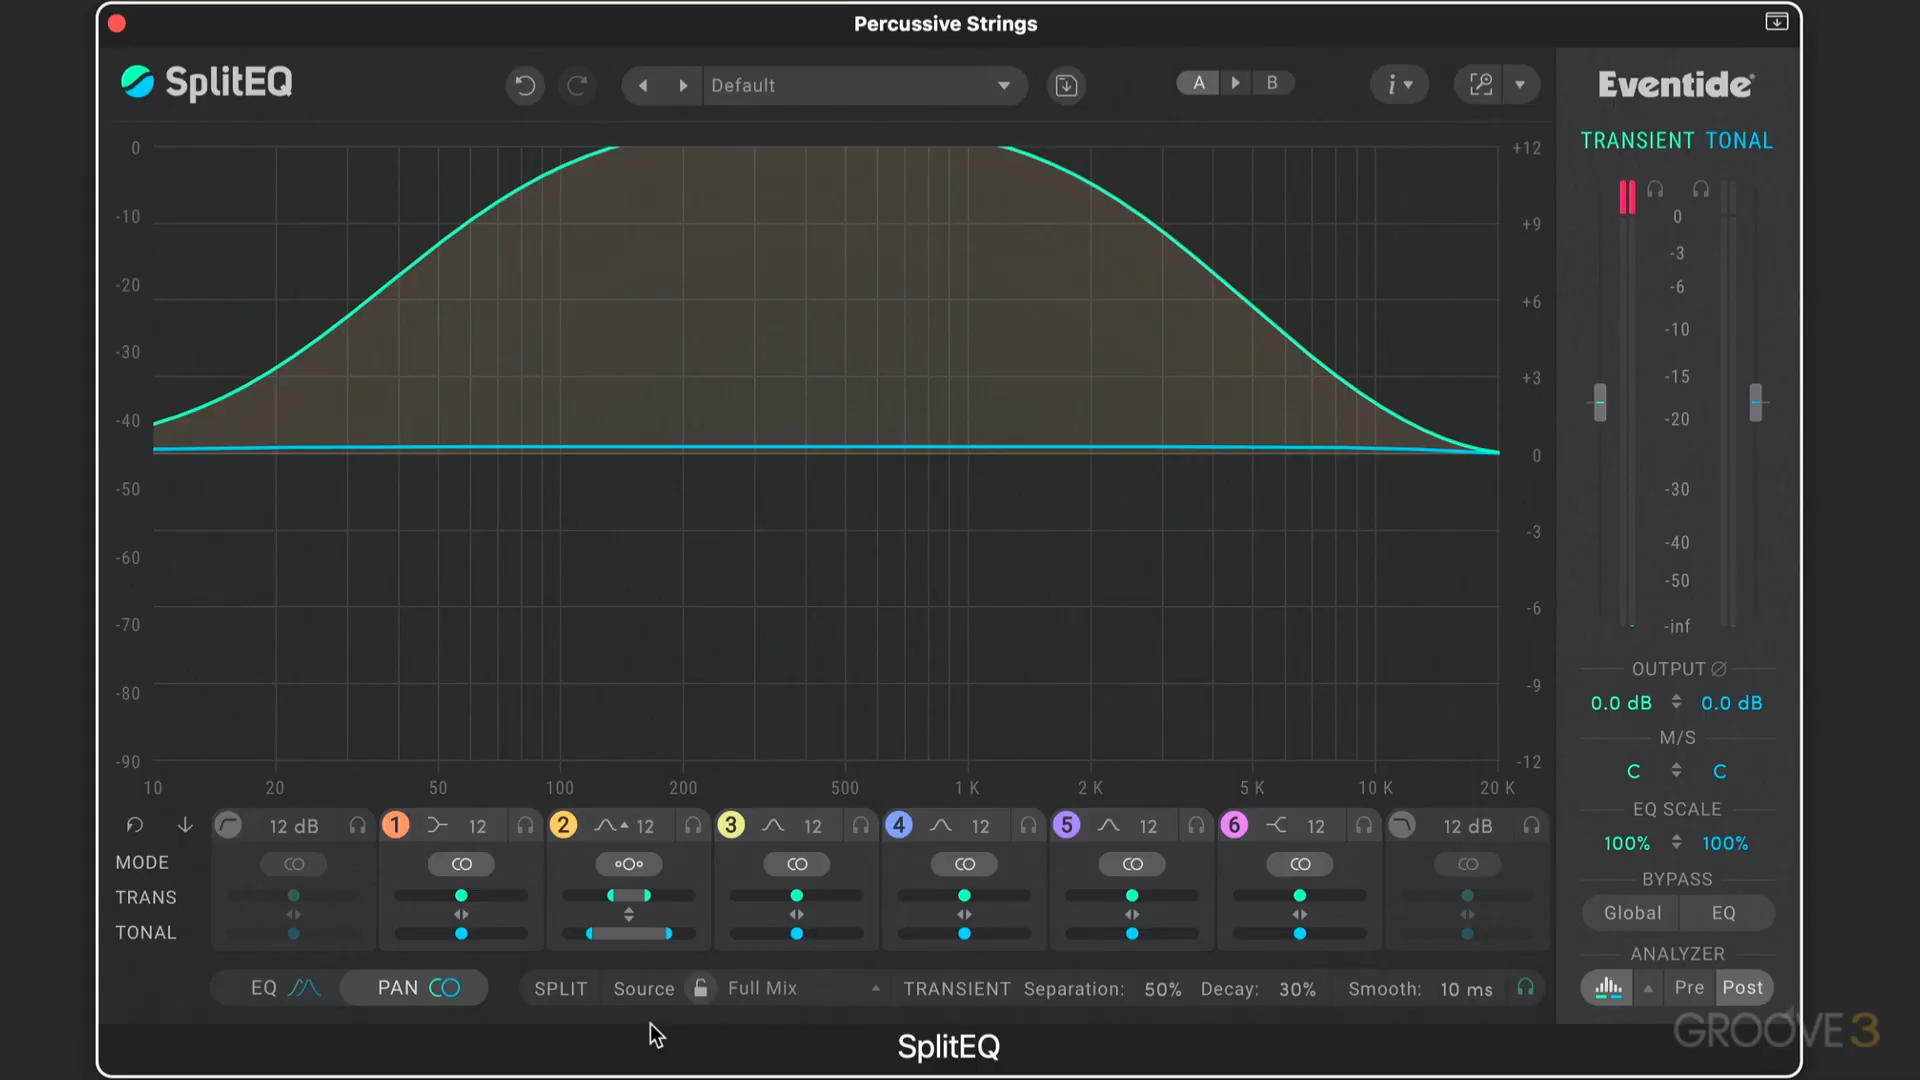 Percussive Strings
SplitEQ
Default
A B
i
Eventide
TRANSIENT TONAL
0 +12
-10 +9
-20 +6
-30 +3
-40 0
-50 -3
-60 -6
-70
-80 -9
-90 -12
10 20 50 100 200 500 1 K 2 K 5 K 10 K 20 K
0
-3
-6
-10
-15
-20
-30
-40
-50
-inf
OUTPUT Ø
0.0 dB 0.0 dB
M/S
C C
EQ SCALE
100% 100%
BYPASS
Global EQ
ANALYZER
Pre Post
12 dB 1 12 2 12 3 12 4 12 5 12 6 12 12 dB
MODE
TRANS
TONAL
EQ PAN SPLIT Source Full Mix TRANSIENT Separation: 50% Decay: 30% Smooth: 10 ms
SplitEQ
GROOVE 3